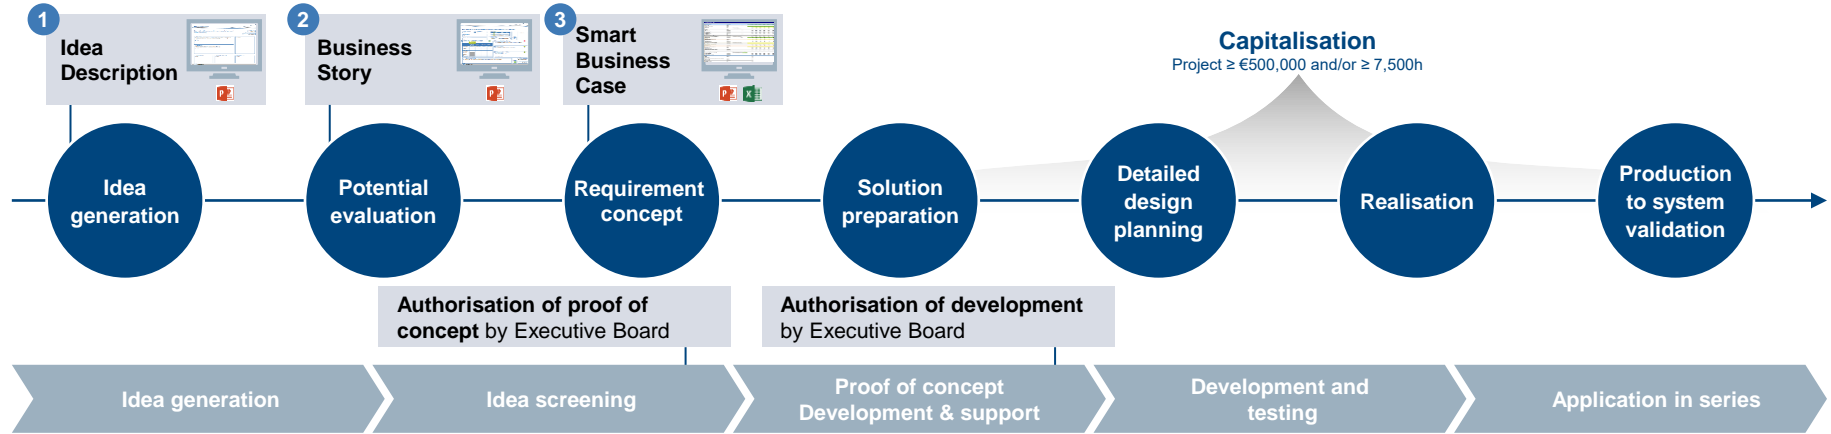 1
Idea
Description
2
Business
Story
3
Smart
Business
Case
Capitalisation
Project ≥ €500,000 and/or ≥ 7,500h
Idea
generation
Potential
evaluation
Requirement
concept
Solution
preparation
Detailed
design
planning
Realisation
Production
to system
validation
Authorisation of proof of
concept by Executive Board
Authorisation of development
by Executive Board
Idea generation
Idea screening
Proof of concept
Development & support
Development and
testing
Application in series